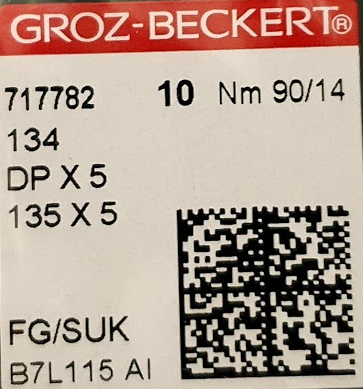 GROZ-BECKERT®
717782 10 Nm 90/14
134
DP X 5
135 X 5
FG/SUK
B7L115 AI